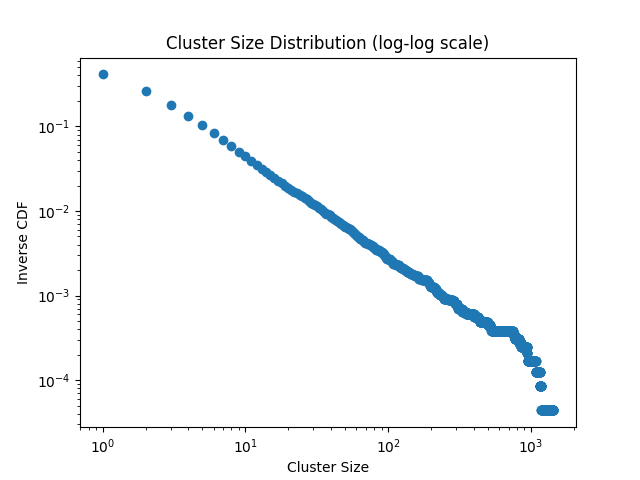 Cluster Size Distribution (log-log scale)
Inverse CDF
10⁻¹
10⁻²
10⁻³
10⁻⁴
10⁰
10¹
10²
10³
Cluster Size